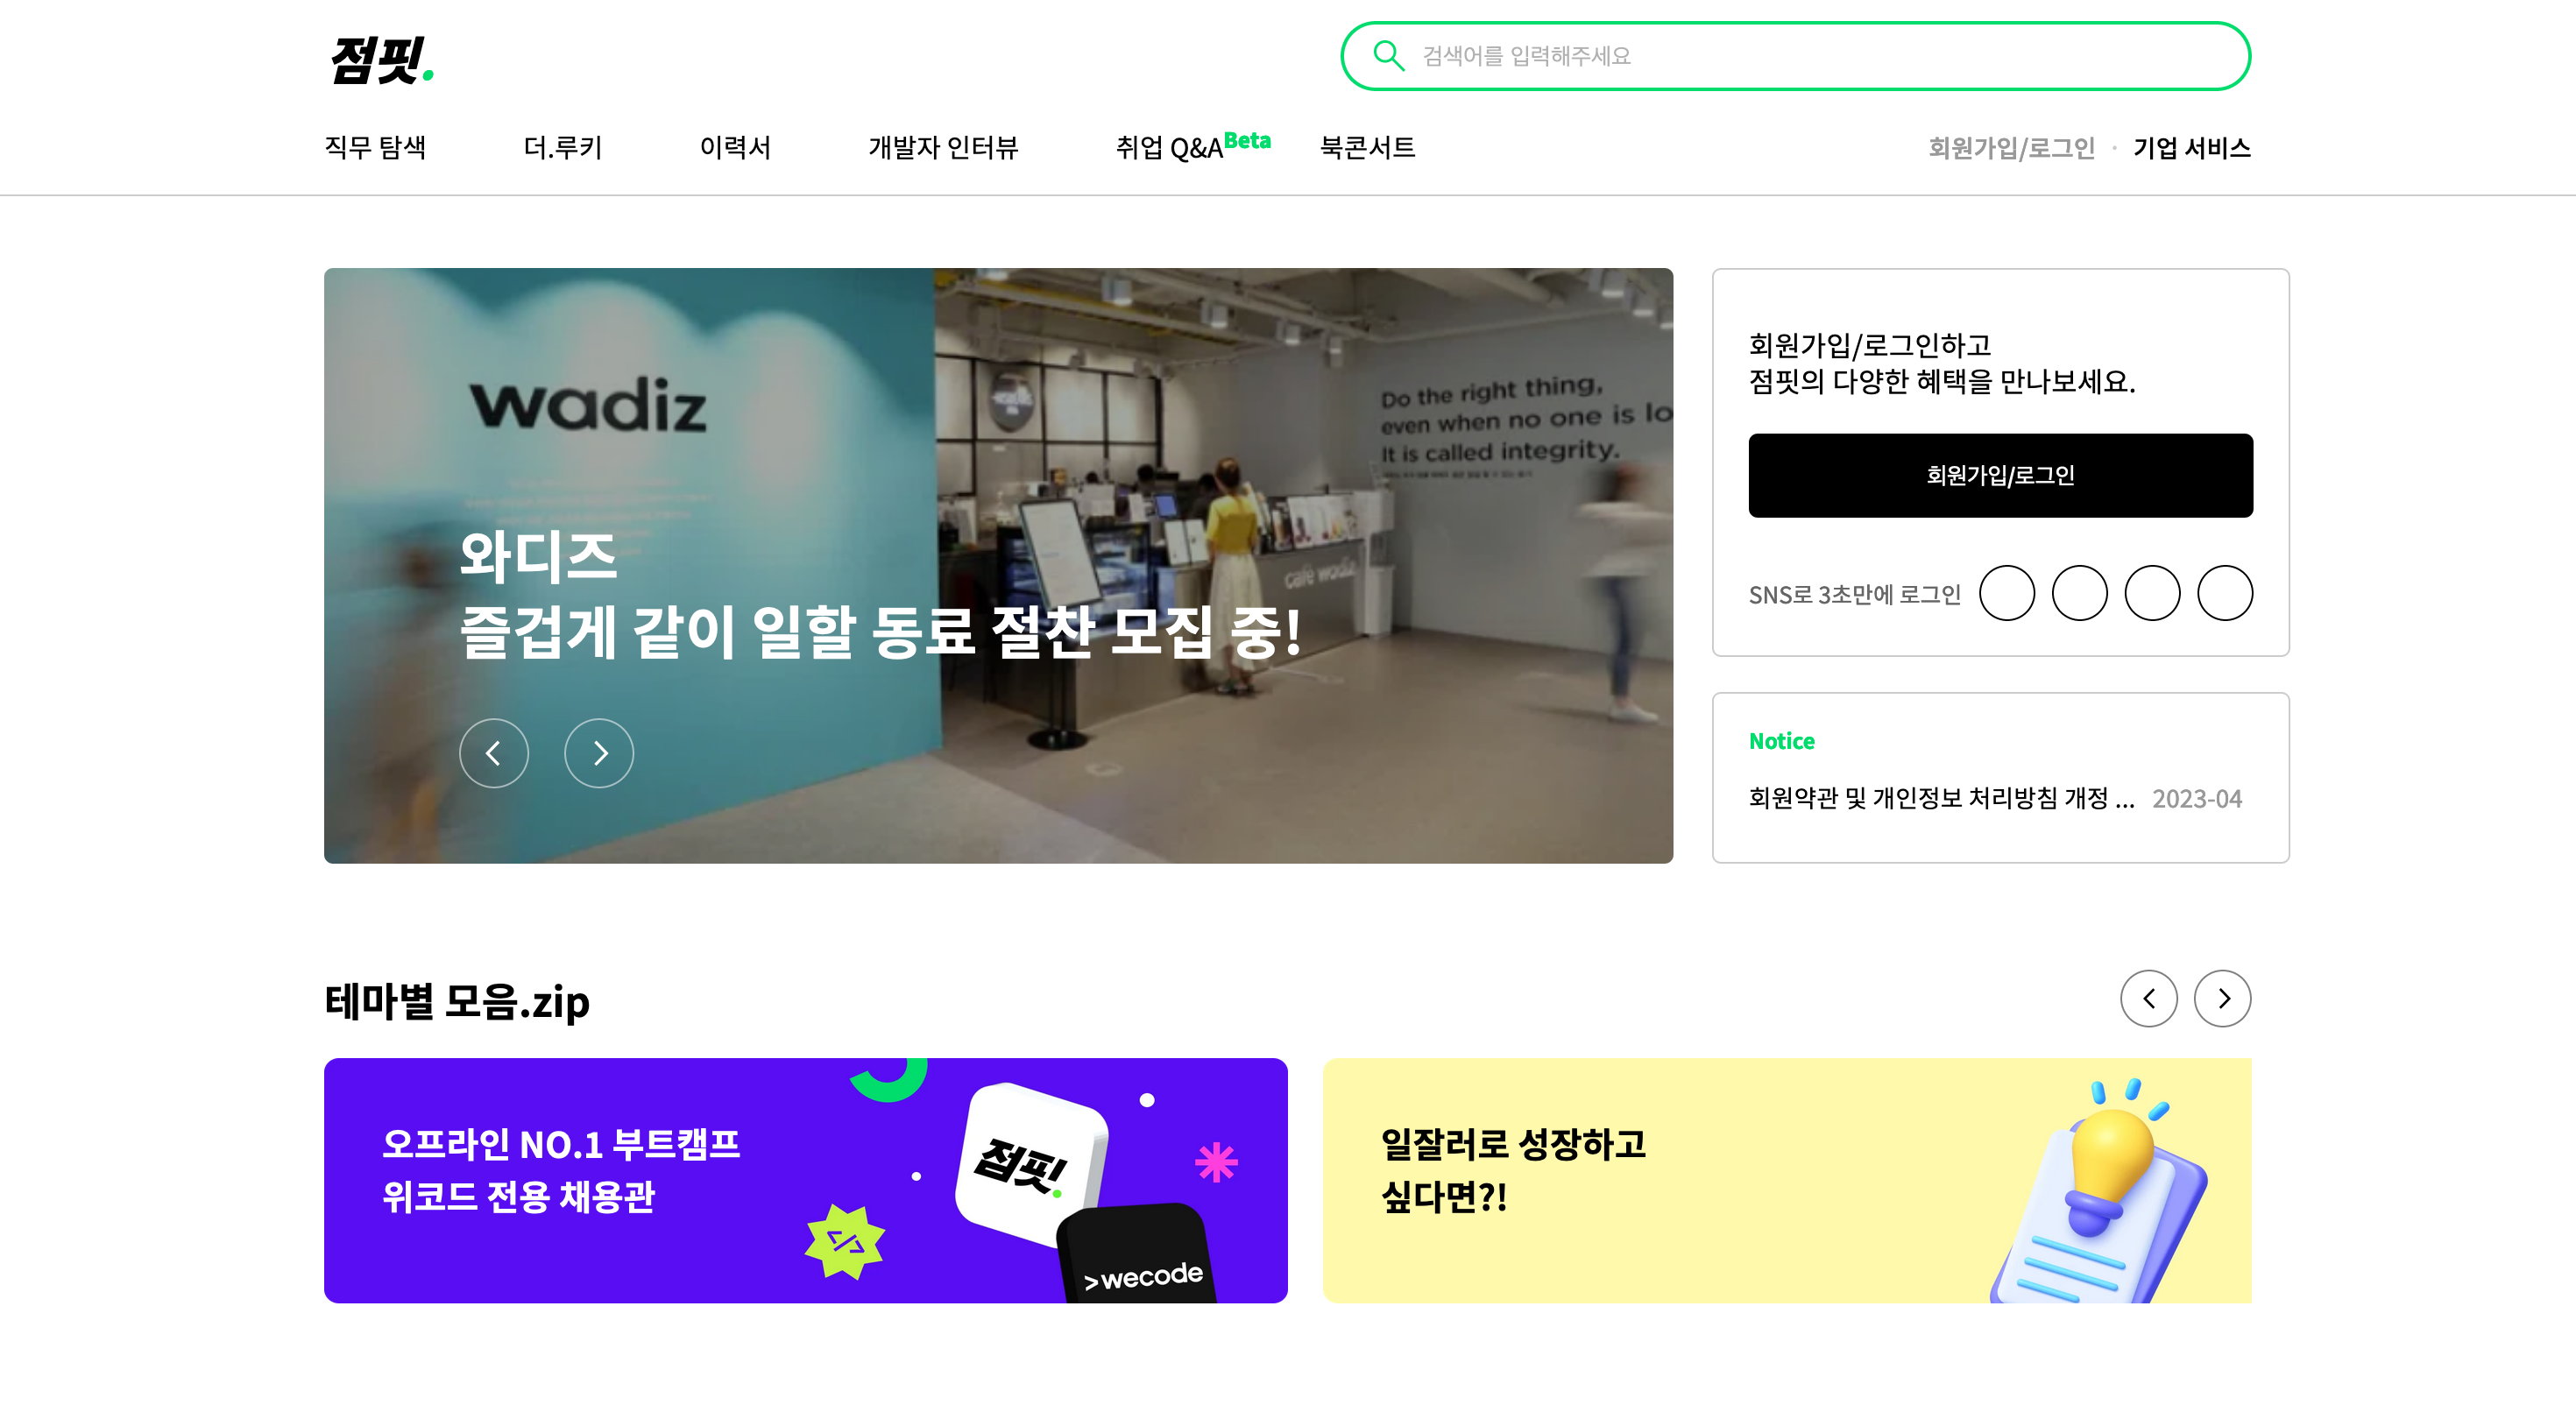 점핏.
검색어를 입력해주세요
직무 탐색
더.루키
이력서
개발자 인터뷰
취업 Q&A Beta
북콘서트
회원가입/로그인 · 기업 서비스
wadiz
Do the right thing,
even when no one is lo
It is called integrity.
cafe wadiz
와디즈
즐겁게 같이 일할 동료 절찬 모집 중!
회원가입/로그인하고
점핏의 다양한 혜택을 만나보세요.
회원가입/로그인
SNS로 3초만에 로그인
Notice
회원약관 및 개인정보 처리방침 개정 ... 2023-04
테마별 모음.zip
오프라인 NO.1 부트캠프
위코드 전용 채용관
점핏.
</>
>wecode
일잘러로 성장하고
싶다면?!